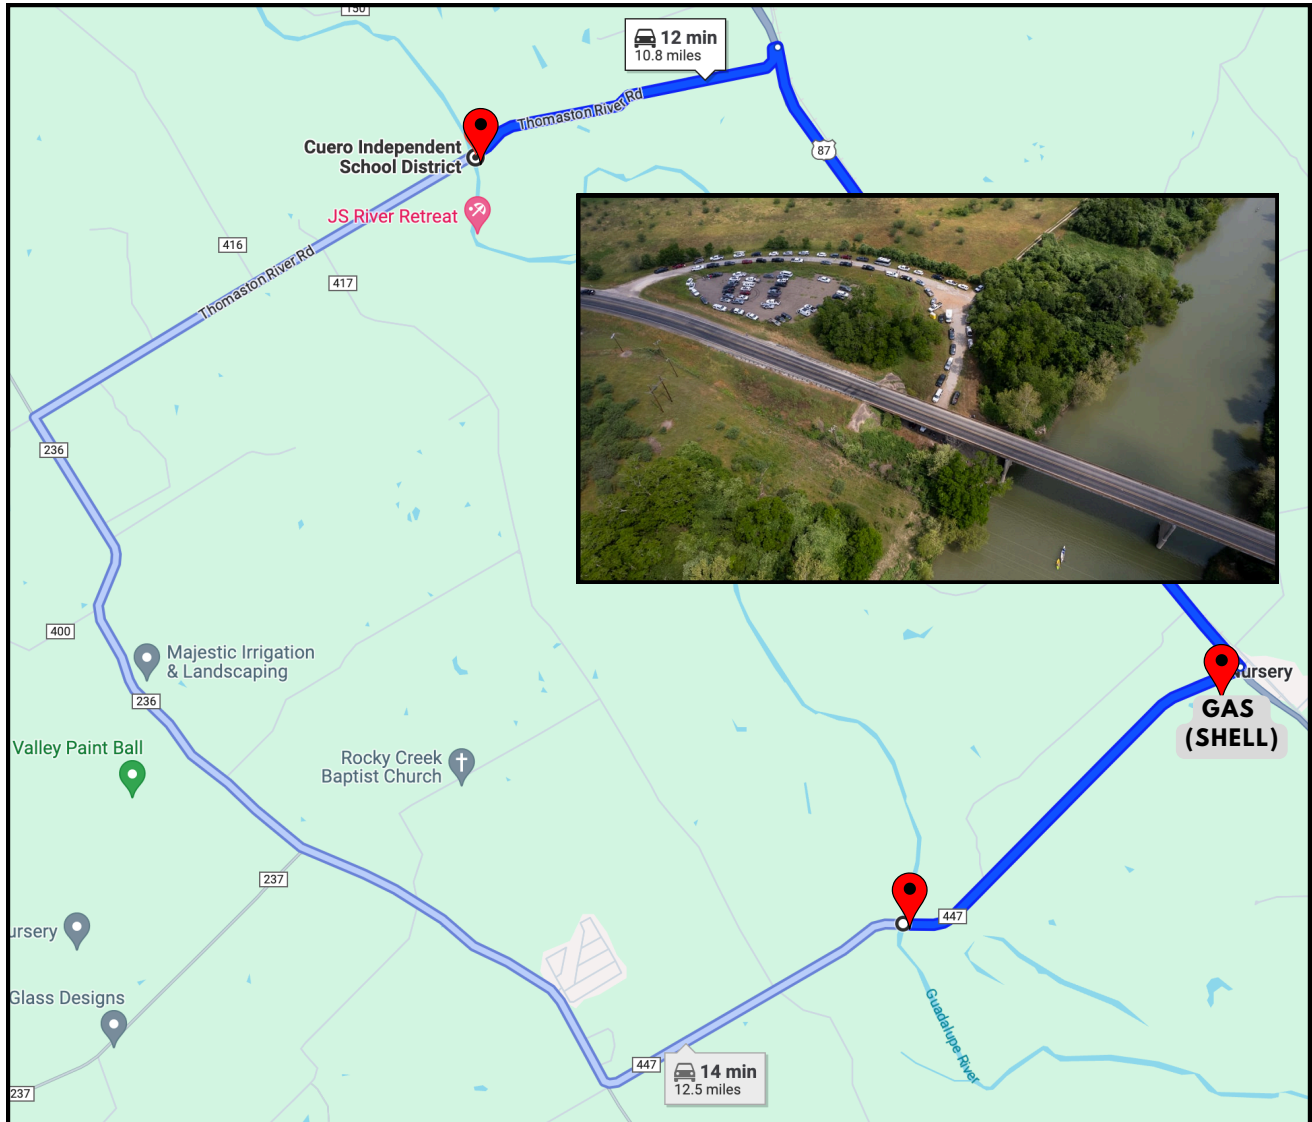 150
12 min
10.8 miles
Thomaston River Rd
87
Cuero Independent
School District
JS River Retreat
416
Thomaston River Rd
417
236
400
Majestic Irrigation
& Landscaping
236
GAS
(SHELL)
Valley Paint Ball
Rocky Creek
Baptist Church
237
447
Glass Designs
Guadalupe River
447
14 min
12.5 miles
237